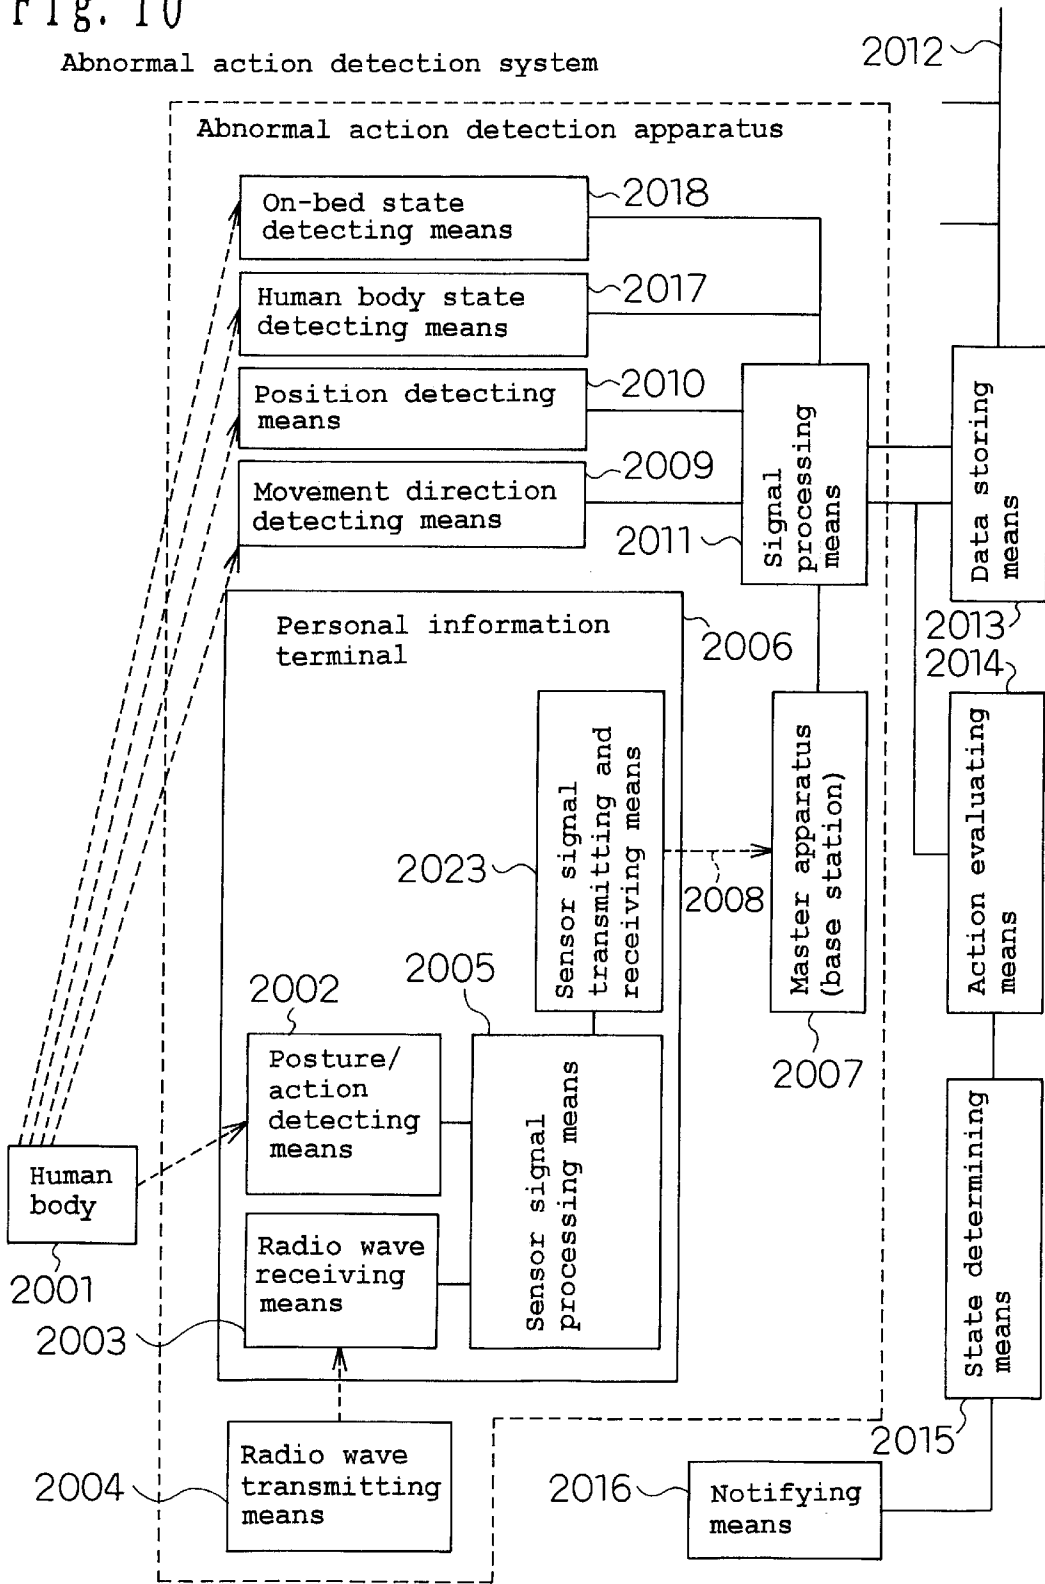 Fig. 10
Abnormal action detection system
2012
Abnormal action detection apparatus
On-bed state
detecting means
2018
Human body state
detecting means
2017
Position detecting
means
2010
Movement direction
detecting means
2009
2011
Signal
processing
means
Data storing
means
2013
Personal information
terminal
2006
2014
Sensor signal
transmitting and
receiving means
2023
2008
Master apparatus
(base station)
2007
Action evaluating
means
2002
2005
Posture/
action
detecting
means
Sensor signal
processing means
Human
body
2001
Radio wave
receiving
means
2003
State determining
means
2015
Radio wave
transmitting
means
2004
2016
Notifying
means